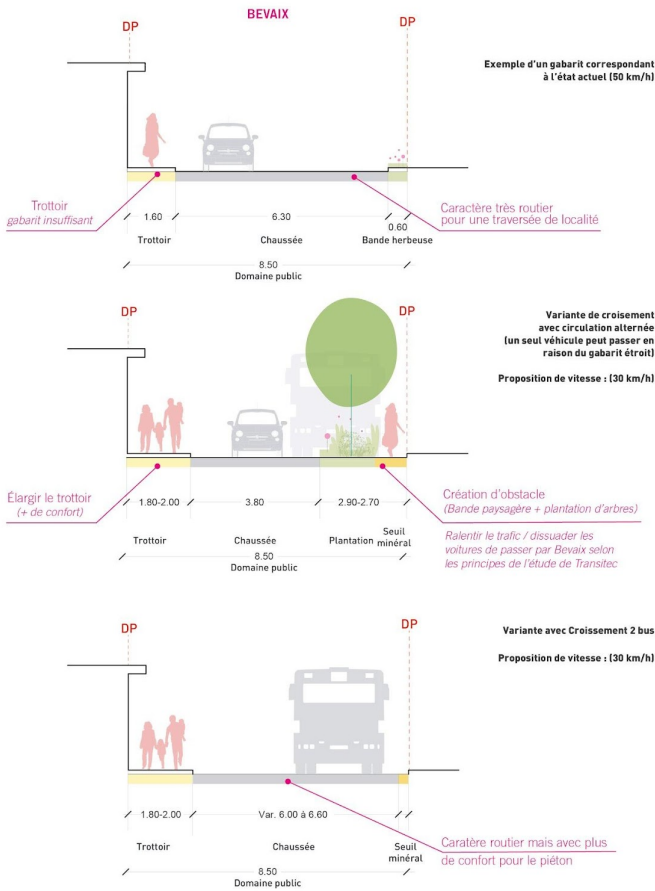 BEVAIX
DP
DP
Exemple d'un gabarit correspondant
à l'état actuel (50 km/h)
Trottoir
gabarit insuffisant
Caractère très routier
pour une traversée de localité
1.60
6.30
0.60
Trottoir
Chaussée
Bande herbeuse
8.50
Domaine public
DP
DP
Variante de croisement
avec circulation alternée
(un seul véhicule peut passer en
raison du gabarit étroit)
Proposition de vitesse : (30 km/h)
Élargir le trottoir
(+ de confort)
Création d'obstacle
(Bande paysagère + plantation d'arbres)
Ralentir le trafic / dissuader les
voitures de passer par Bevaix selon
les principes de l'étude de Transitec
1.80-2.00
3.80
2.90-2.70
Trottoir
Chaussée
Plantation
Seuil
minéral
8.50
Domaine public
DP
DP
Variante avec Croissement 2 bus
Proposition de vitesse : (30 km/h)
1.80-2.00
Var. 6.00 à 6.60
Trottoir
Chaussée
Seuil
minéral
Caratère routier mais avec plus
de confort pour le piéton
8.50
Domaine public